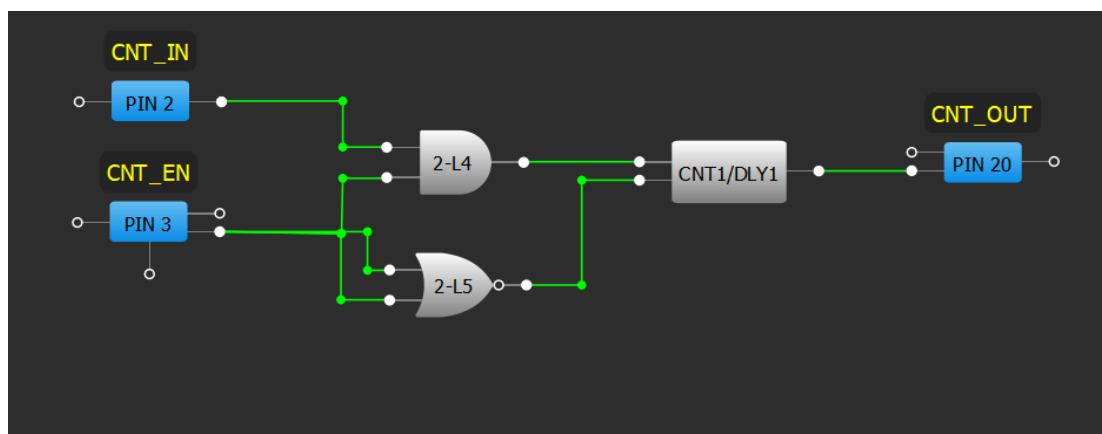 CNT_IN
PIN 2
CNT_EN
PIN 3
2-L4
2-L5
CNT1/DLY1
CNT_OUT
PIN 20